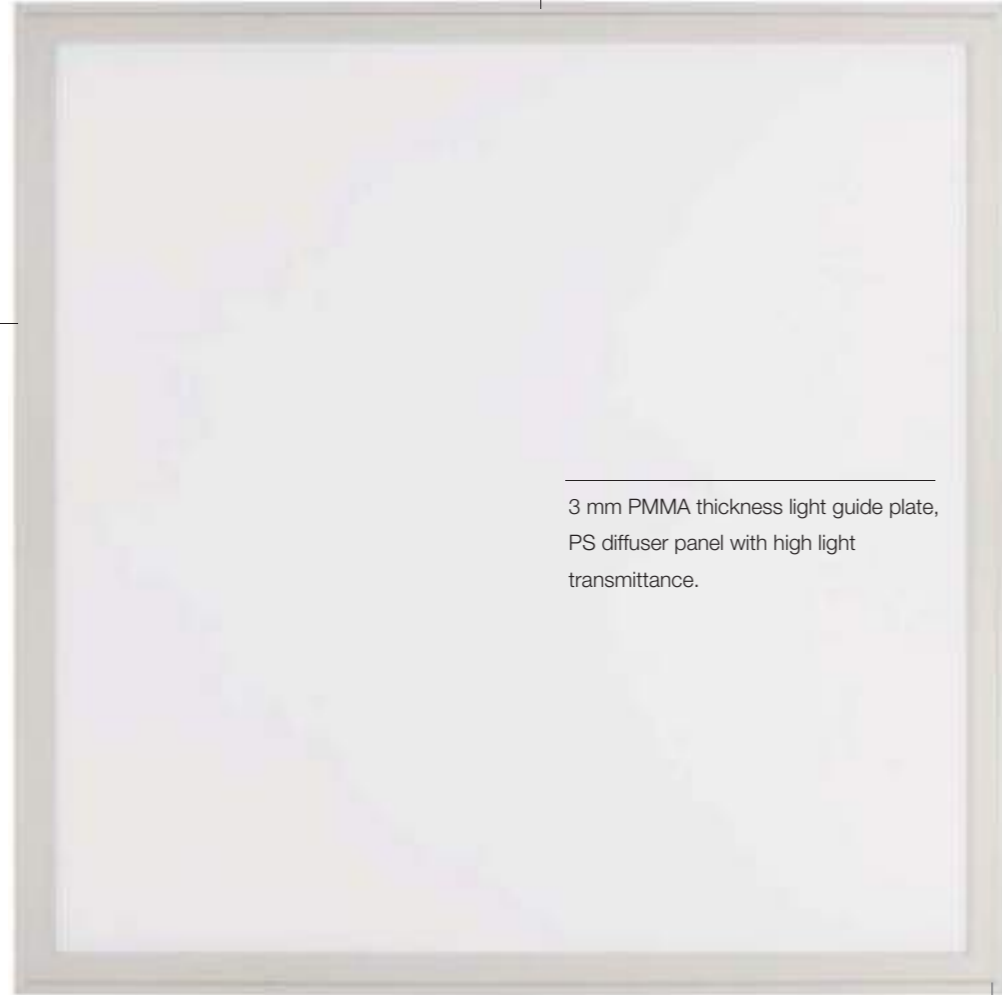 3 mm PMMA thickness light guide plate,
PS diffuser panel with high light
transmittance.